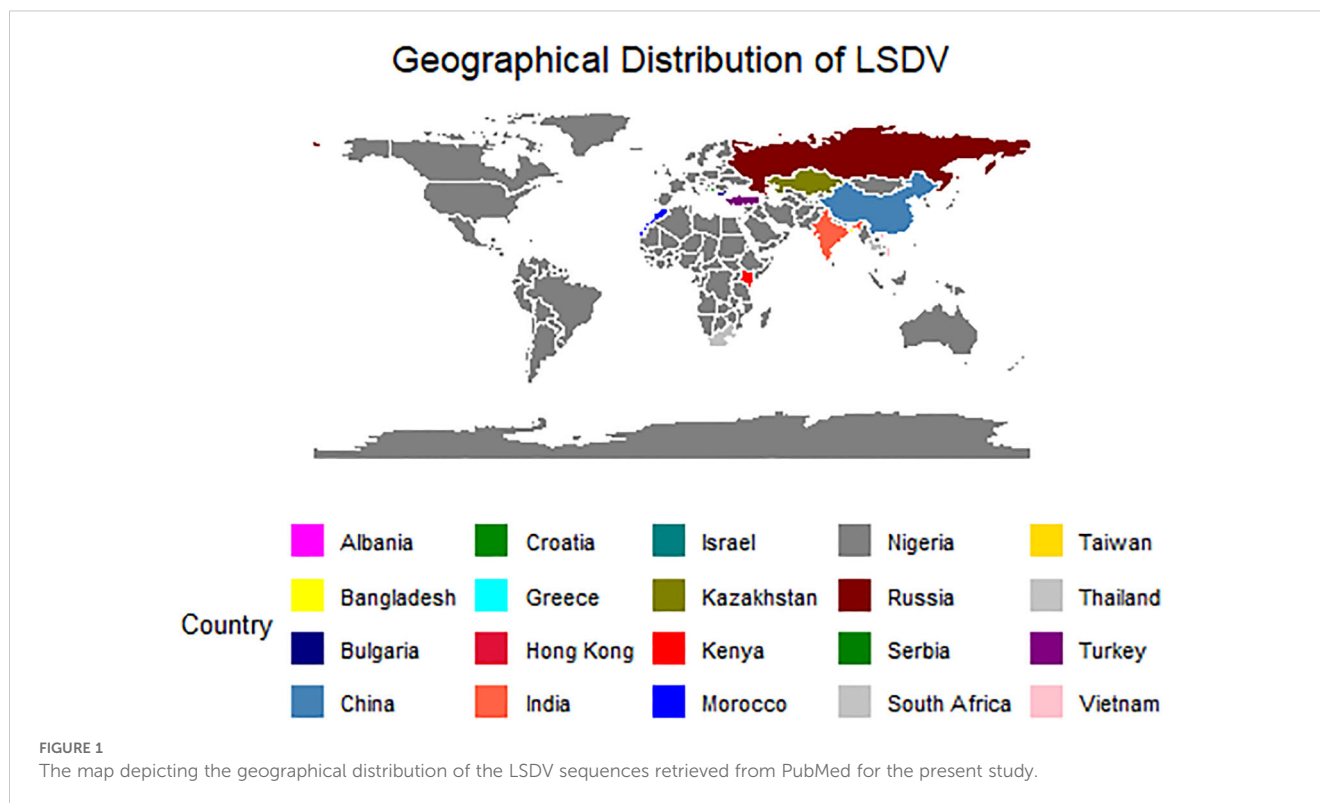 Geographical Distribution of LSDV
Country
Albania
Croatia
Israel
Nigeria
Taiwan
Bangladesh
Greece
Kazakhstan
Russia
Thailand
Bulgaria
Hong Kong
Kenya
Serbia
Turkey
China
India
Morocco
South Africa
Vietnam
FIGURE 1
The map depicting the geographical distribution of the LSDV sequences retrieved from PubMed for the present study.